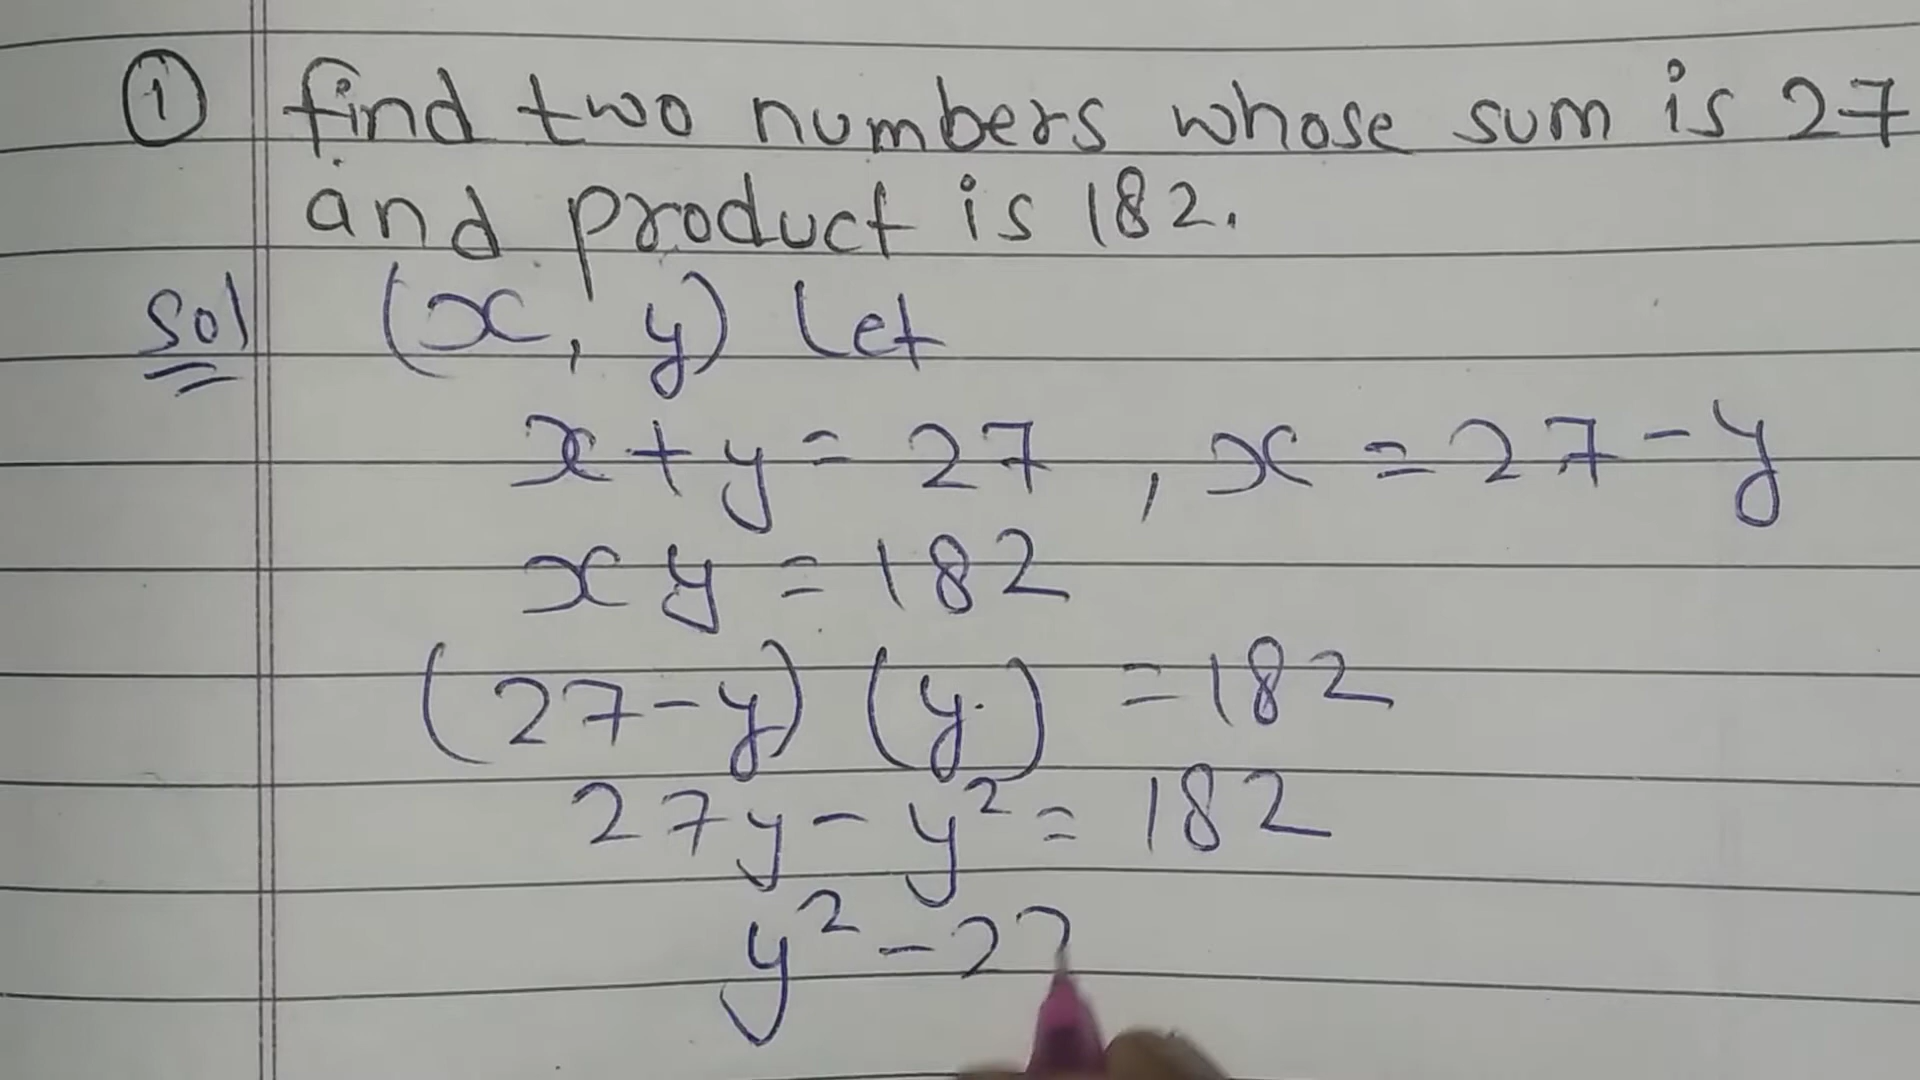 ① find two numbers whose sum is 27
and product is 182.
Sol (x, y) Let
x + y = 27 , x = 27 - y
x y = 182
(27 - y) (y.) = 182
27y - y² = 182
y² - 27